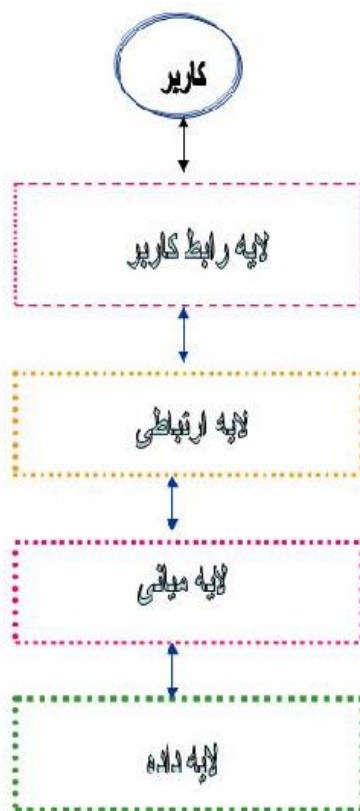 کاربر
لایه رابط کاربر
لایه ارتباطی
لایه میانی
لایه داده